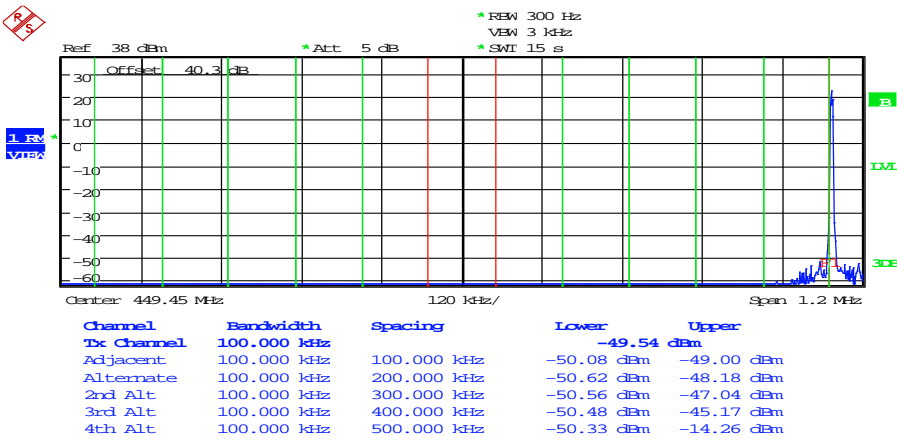 R S
* RBW 300 Hz
VBW 3 kHz
Ref 38 dBm * Att 5 dB * SWT 15 s
Offset 40.3 dB
30
20
B
10
1 RM *
0
VIEW
-10
LVL
-20
-30
-40
-50
3DB
-60
Center 449.45 MHz 120 kHz/ Span 1.2 MHz
Channel Bandwidth Spacing Lower Upper
Tx Channel 100.000 kHz -49.54 dBm
Adjacent 100.000 kHz 100.000 kHz -50.08 dBm -49.00 dBm
Alternate 100.000 kHz 200.000 kHz -50.62 dBm -48.18 dBm
2nd Alt 100.000 kHz 300.000 kHz -50.56 dBm -47.04 dBm
3rd Alt 100.000 kHz 400.000 kHz -50.48 dBm -45.17 dBm
4th Alt 100.000 kHz 500.000 kHz -50.33 dBm -14.26 dBm